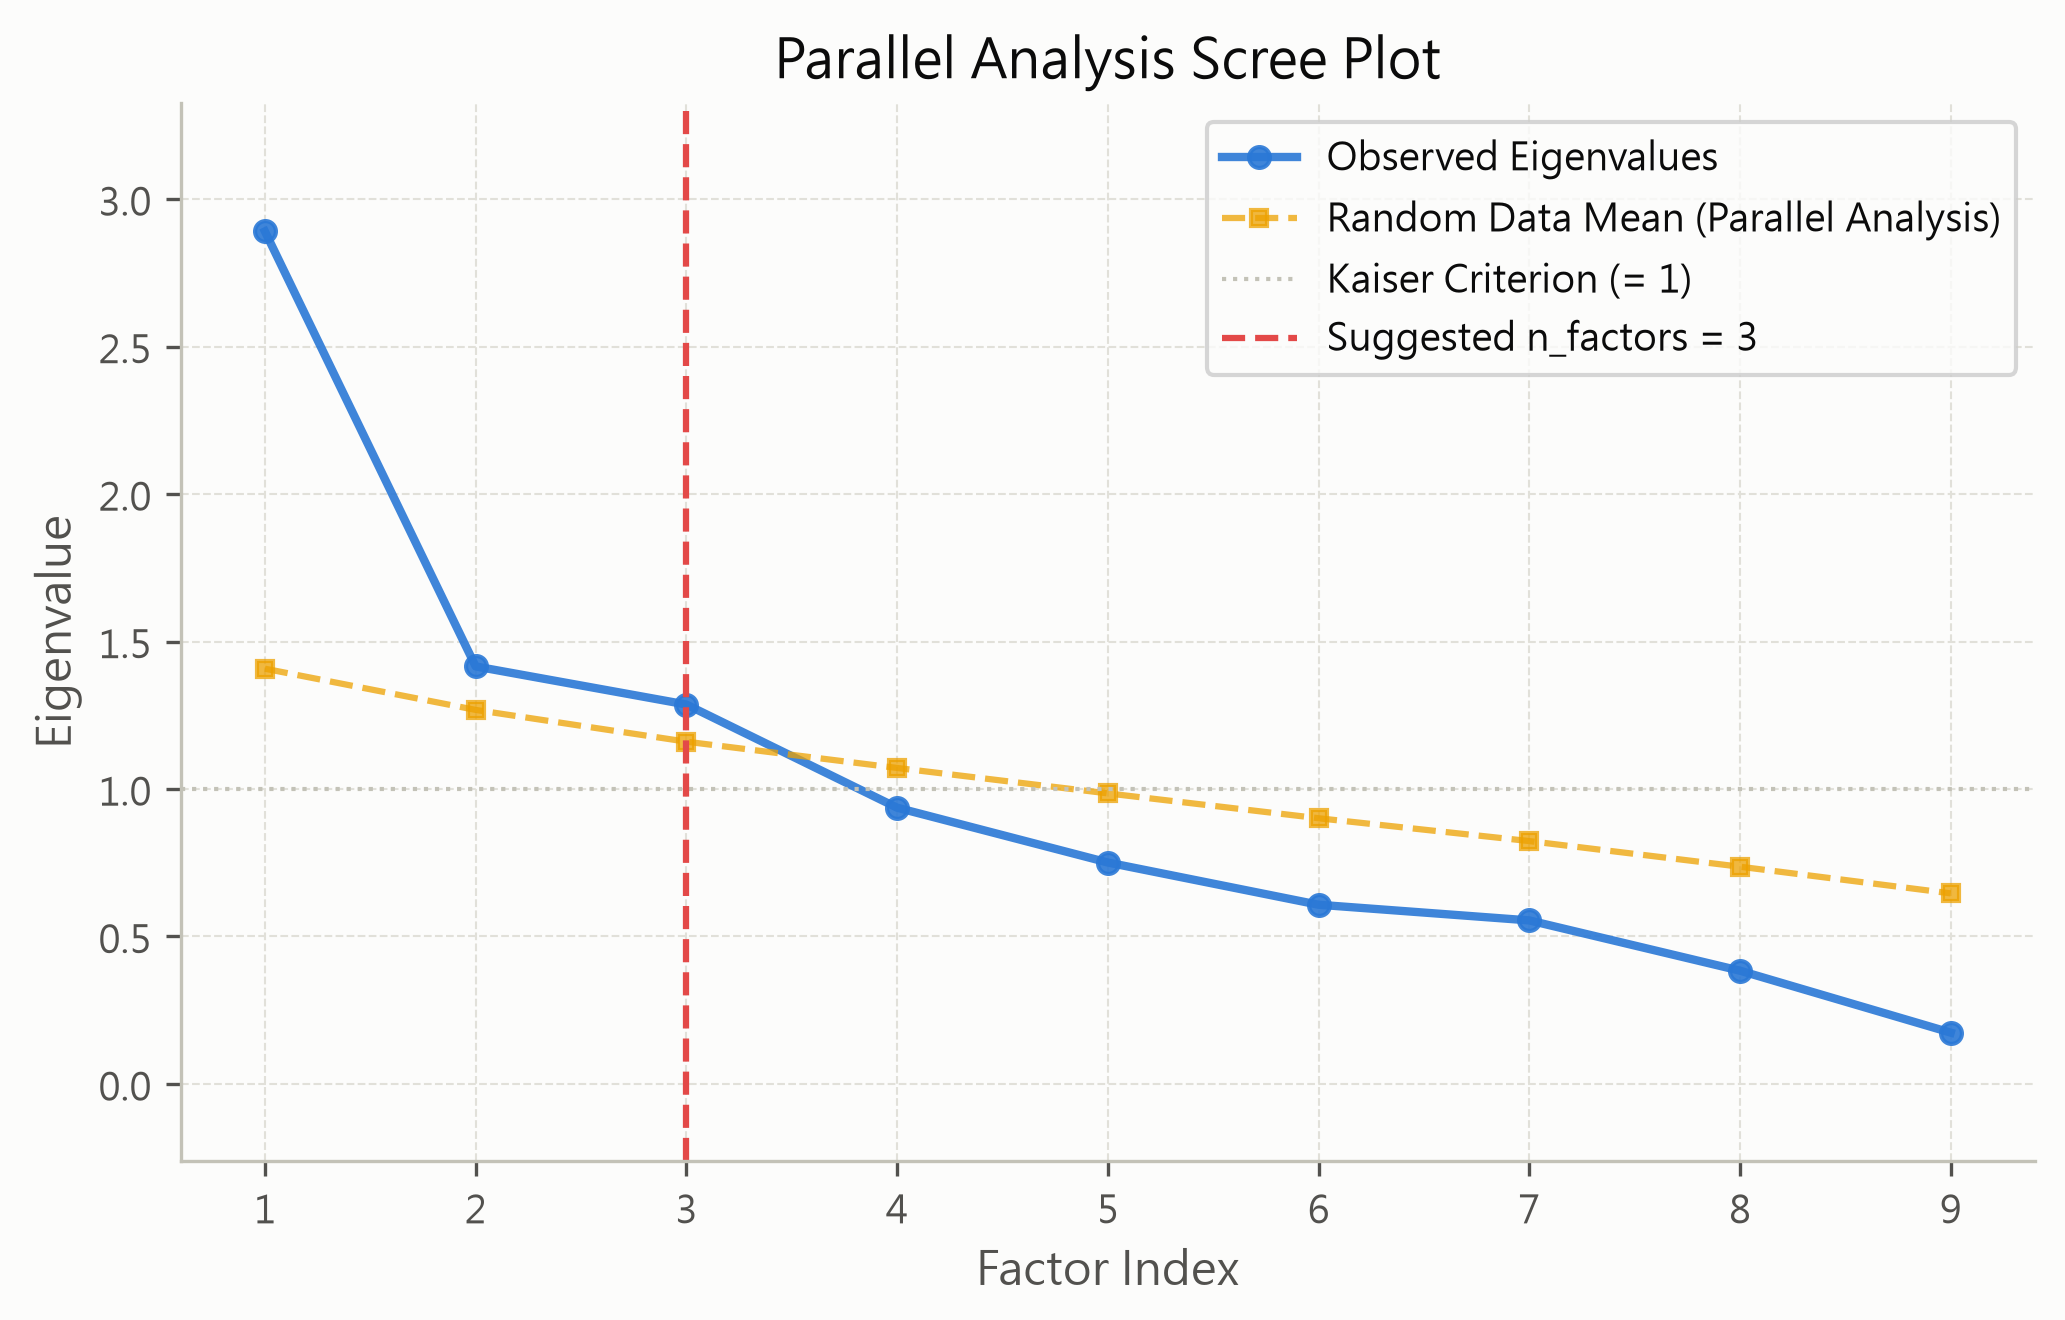 Parallel Analysis Scree Plot
Observed Eigenvalues
Random Data Mean (Parallel Analysis)
Kaiser Criterion (= 1)
Suggested n_factors = 3
Eigenvalue
3.0
2.5
2.0
1.5
1.0
0.5
0.0
1 2 3 4 5 6 7 8 9
Factor Index